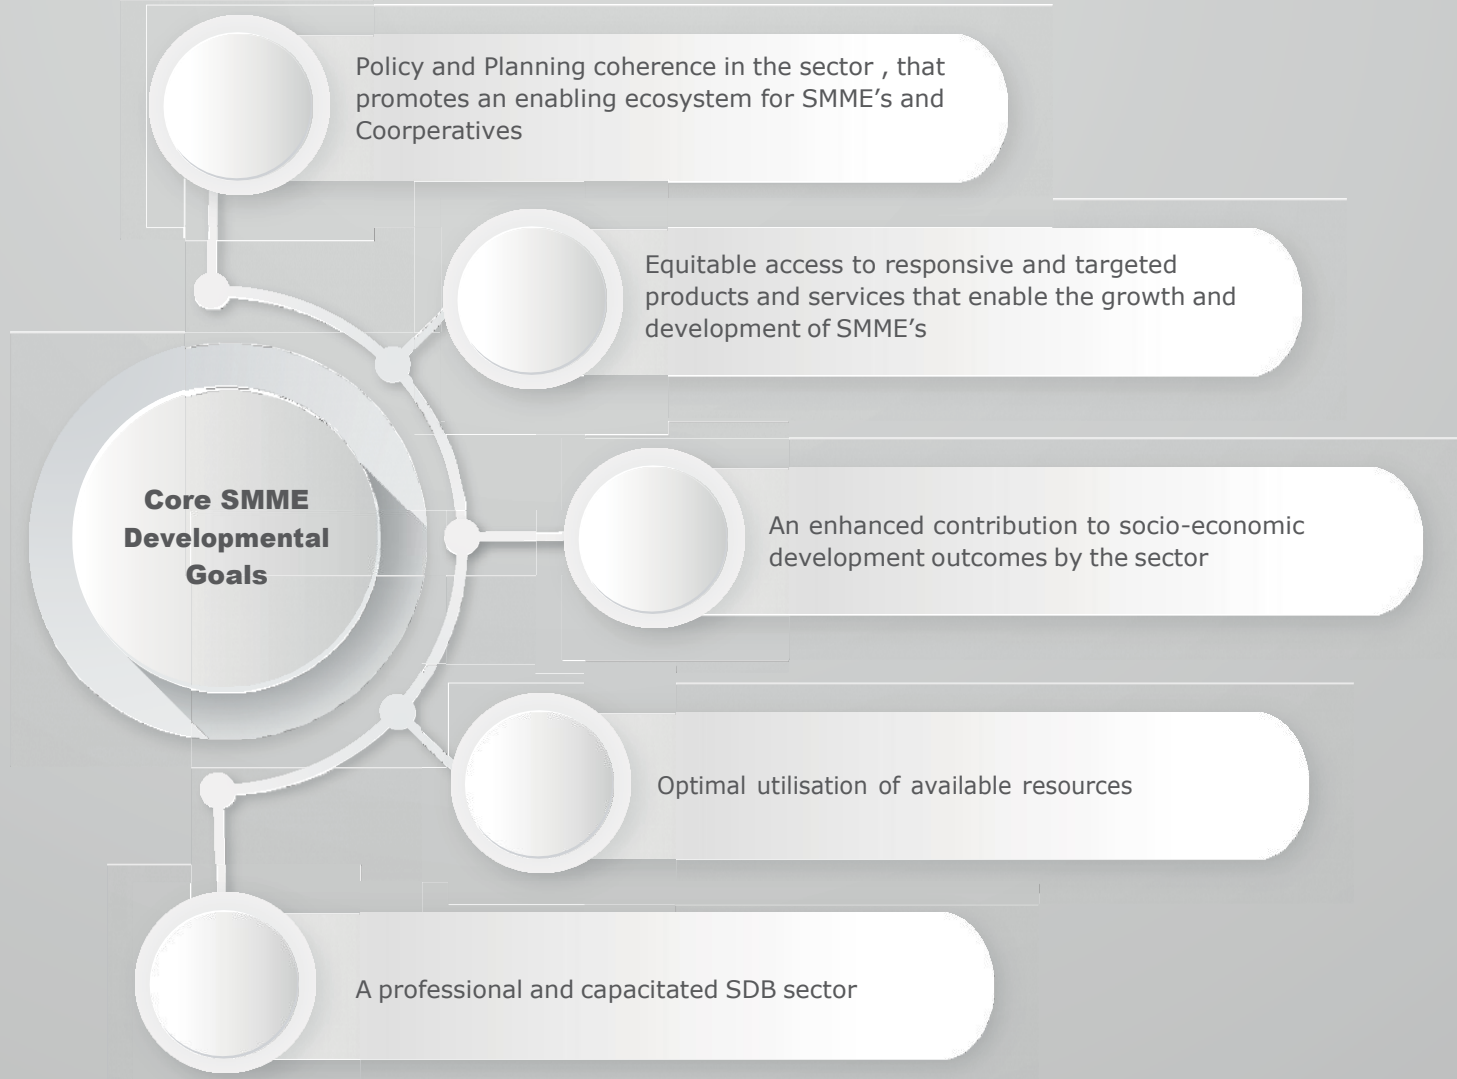 Policy and Planning coherence in the sector , that
promotes an enabling ecosystem for SMME’s and
Coorperatives
Equitable access to responsive and targeted
products and services that enable the growth and
development of SMME’s
Core SMME
Developmental
Goals
An enhanced contribution to socio-economic
development outcomes by the sector
Optimal utilisation of available resources
A professional and capacitated SDB sector